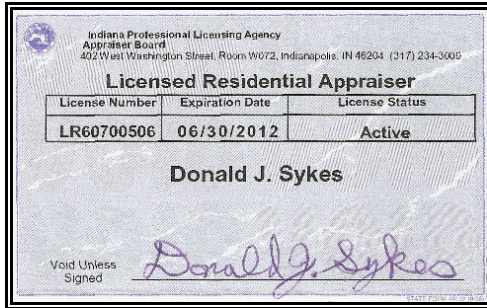 Indiana Professional Licensing Agency
Appraiser Board
402 West Washington Street, Room W072, Indianapolis, IN 46204 (317) 234-3009
Licensed Residential Appraiser
License Number Expiration Date License Status
LR60700506 06/30/2012 Active
Donald J. Sykes
Void Unless
Signed
Donald J. Sykes
STATE FORM